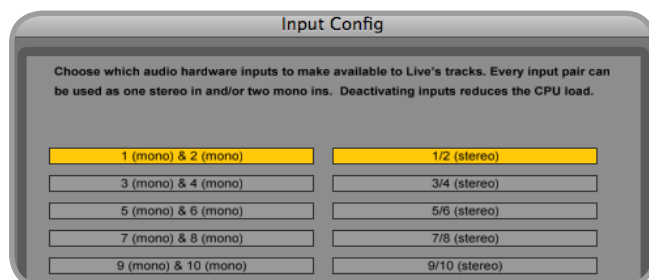 Input Config
Choose which audio hardware inputs to make available to Live's tracks. Every input pair can
be used as one stereo in and/or two mono ins. Deactivating inputs reduces the CPU load.
1 (mono) & 2 (mono) 1/2 (stereo)
3 (mono) & 4 (mono) 3/4 (stereo)
5 (mono) & 6 (mono) 5/6 (stereo)
7 (mono) & 8 (mono) 7/8 (stereo)
9 (mono) & 10 (mono) 9/10 (stereo)